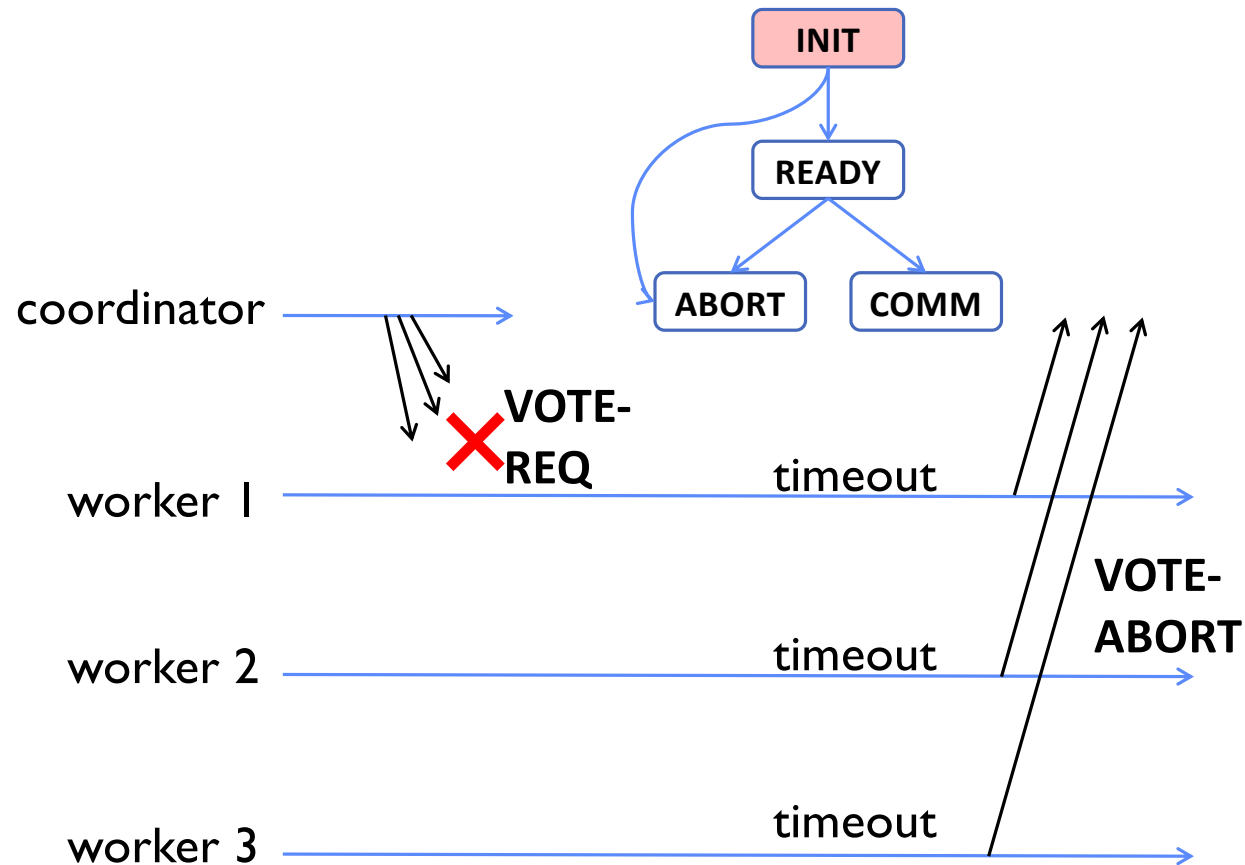 INIT
READY
ABORT
COMM
coordinator
VOTE-
REQ
timeout
worker 1
VOTE-
ABORT
timeout
worker 2
timeout
worker 3